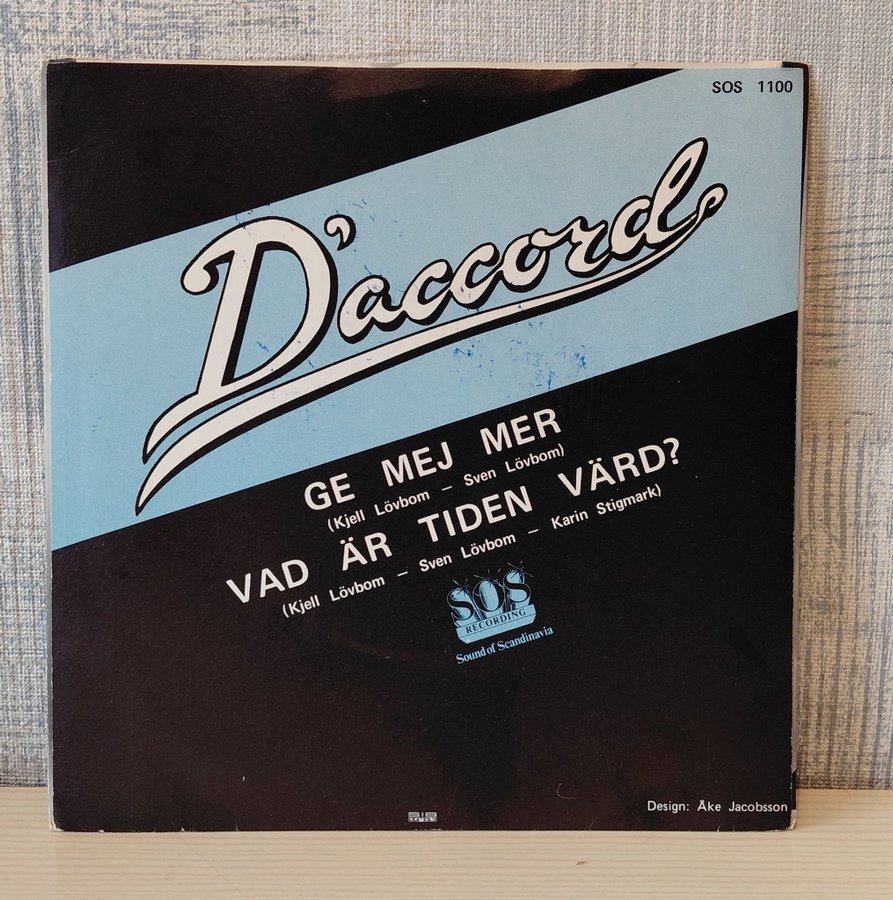 SOS 1100
D'accord
GE MEJ MER
(Kjell Lövbom – Sven Lövbom)
VAD ÄR TIDEN VÄRD?
(Kjell Lövbom – Sven Lövbom – Karin Stigmark)
SOS
RECORDING
Sound of Scandinavia
Design: Åke Jacobsson